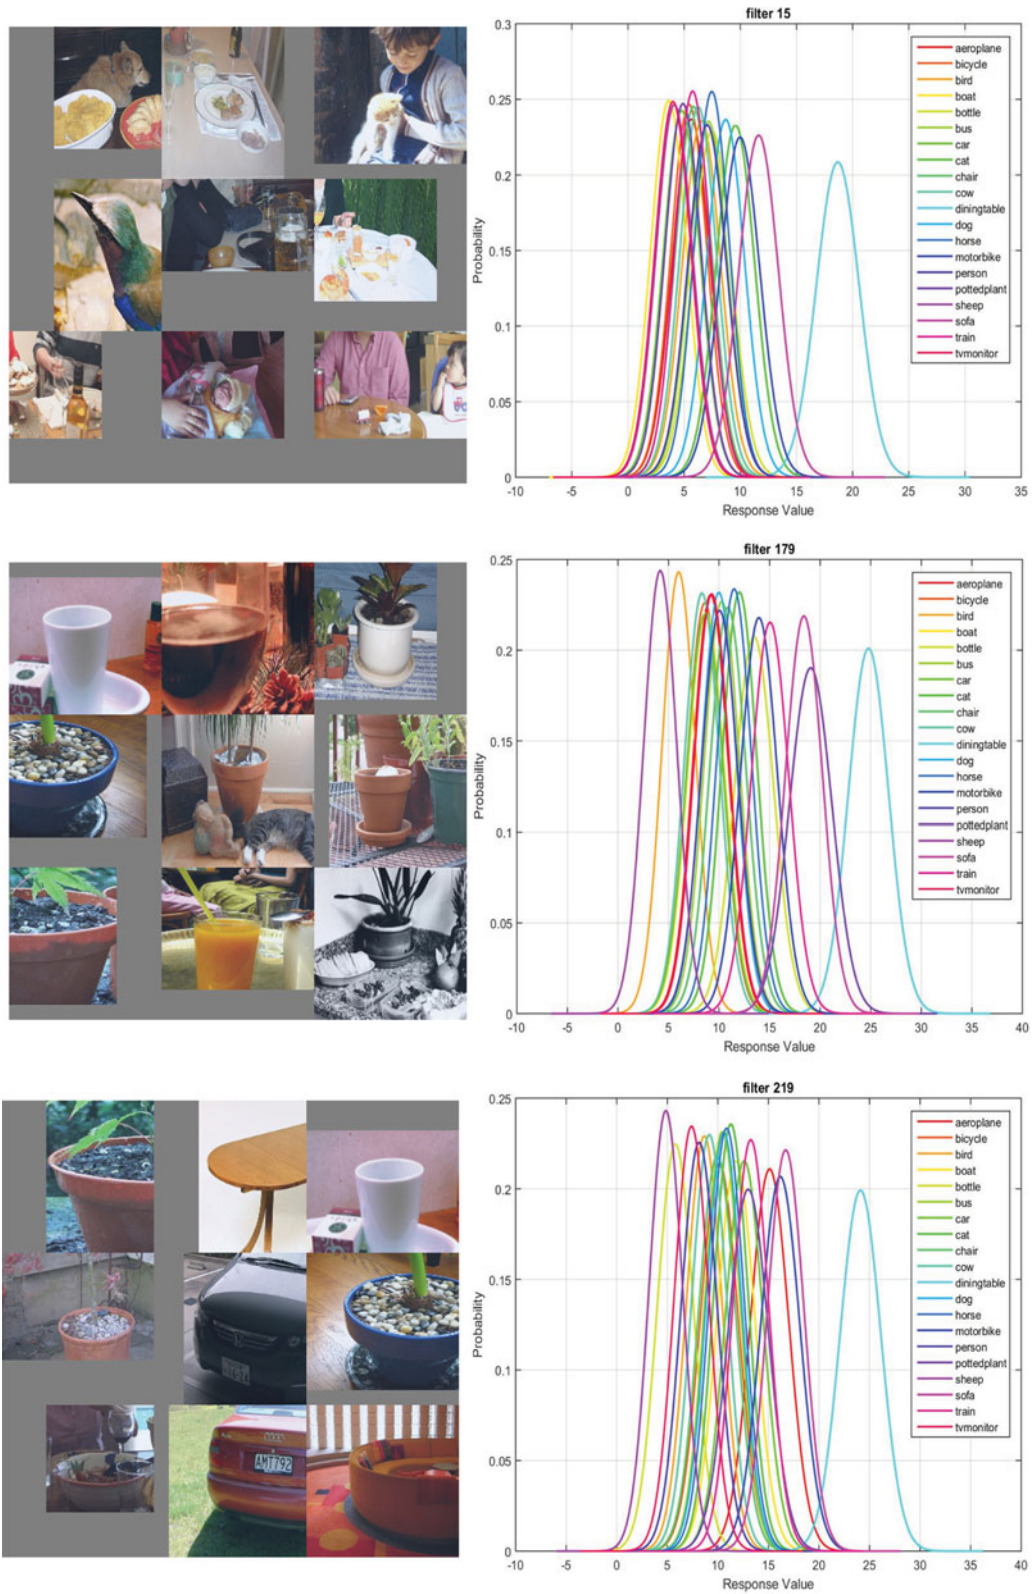 filter 15
0.3
0.25
0.2
0.15
0.1
0.05
0
Probability
-10 -5 0 5 10 15 20 25 30 35
Response Value
aeroplane
bicycle
bird
boat
bottle
bus
car
cat
chair
cow
diningtable
dog
horse
motorbike
person
pottedplant
sheep
sofa
train
tvmonitor
filter 179
0.25
0.2
0.15
0.1
0.05
0
Probability
-10 -5 0 5 10 15 20 25 30 35 40
Response Value
aeroplane
bicycle
bird
boat
bottle
bus
car
cat
chair
cow
diningtable
dog
horse
motorbike
person
pottedplant
sheep
sofa
train
tvmonitor
filter 219
0.25
0.2
0.15
0.1
0.05
0
Probability
-10 -5 0 5 10 15 20 25 30 35 40
Response Value
aeroplane
bicycle
bird
boat
bottle
bus
car
cat
chair
cow
diningtable
dog
horse
motorbike
person
pottedplant
sheep
sofa
train
tvmonitor
AMT792